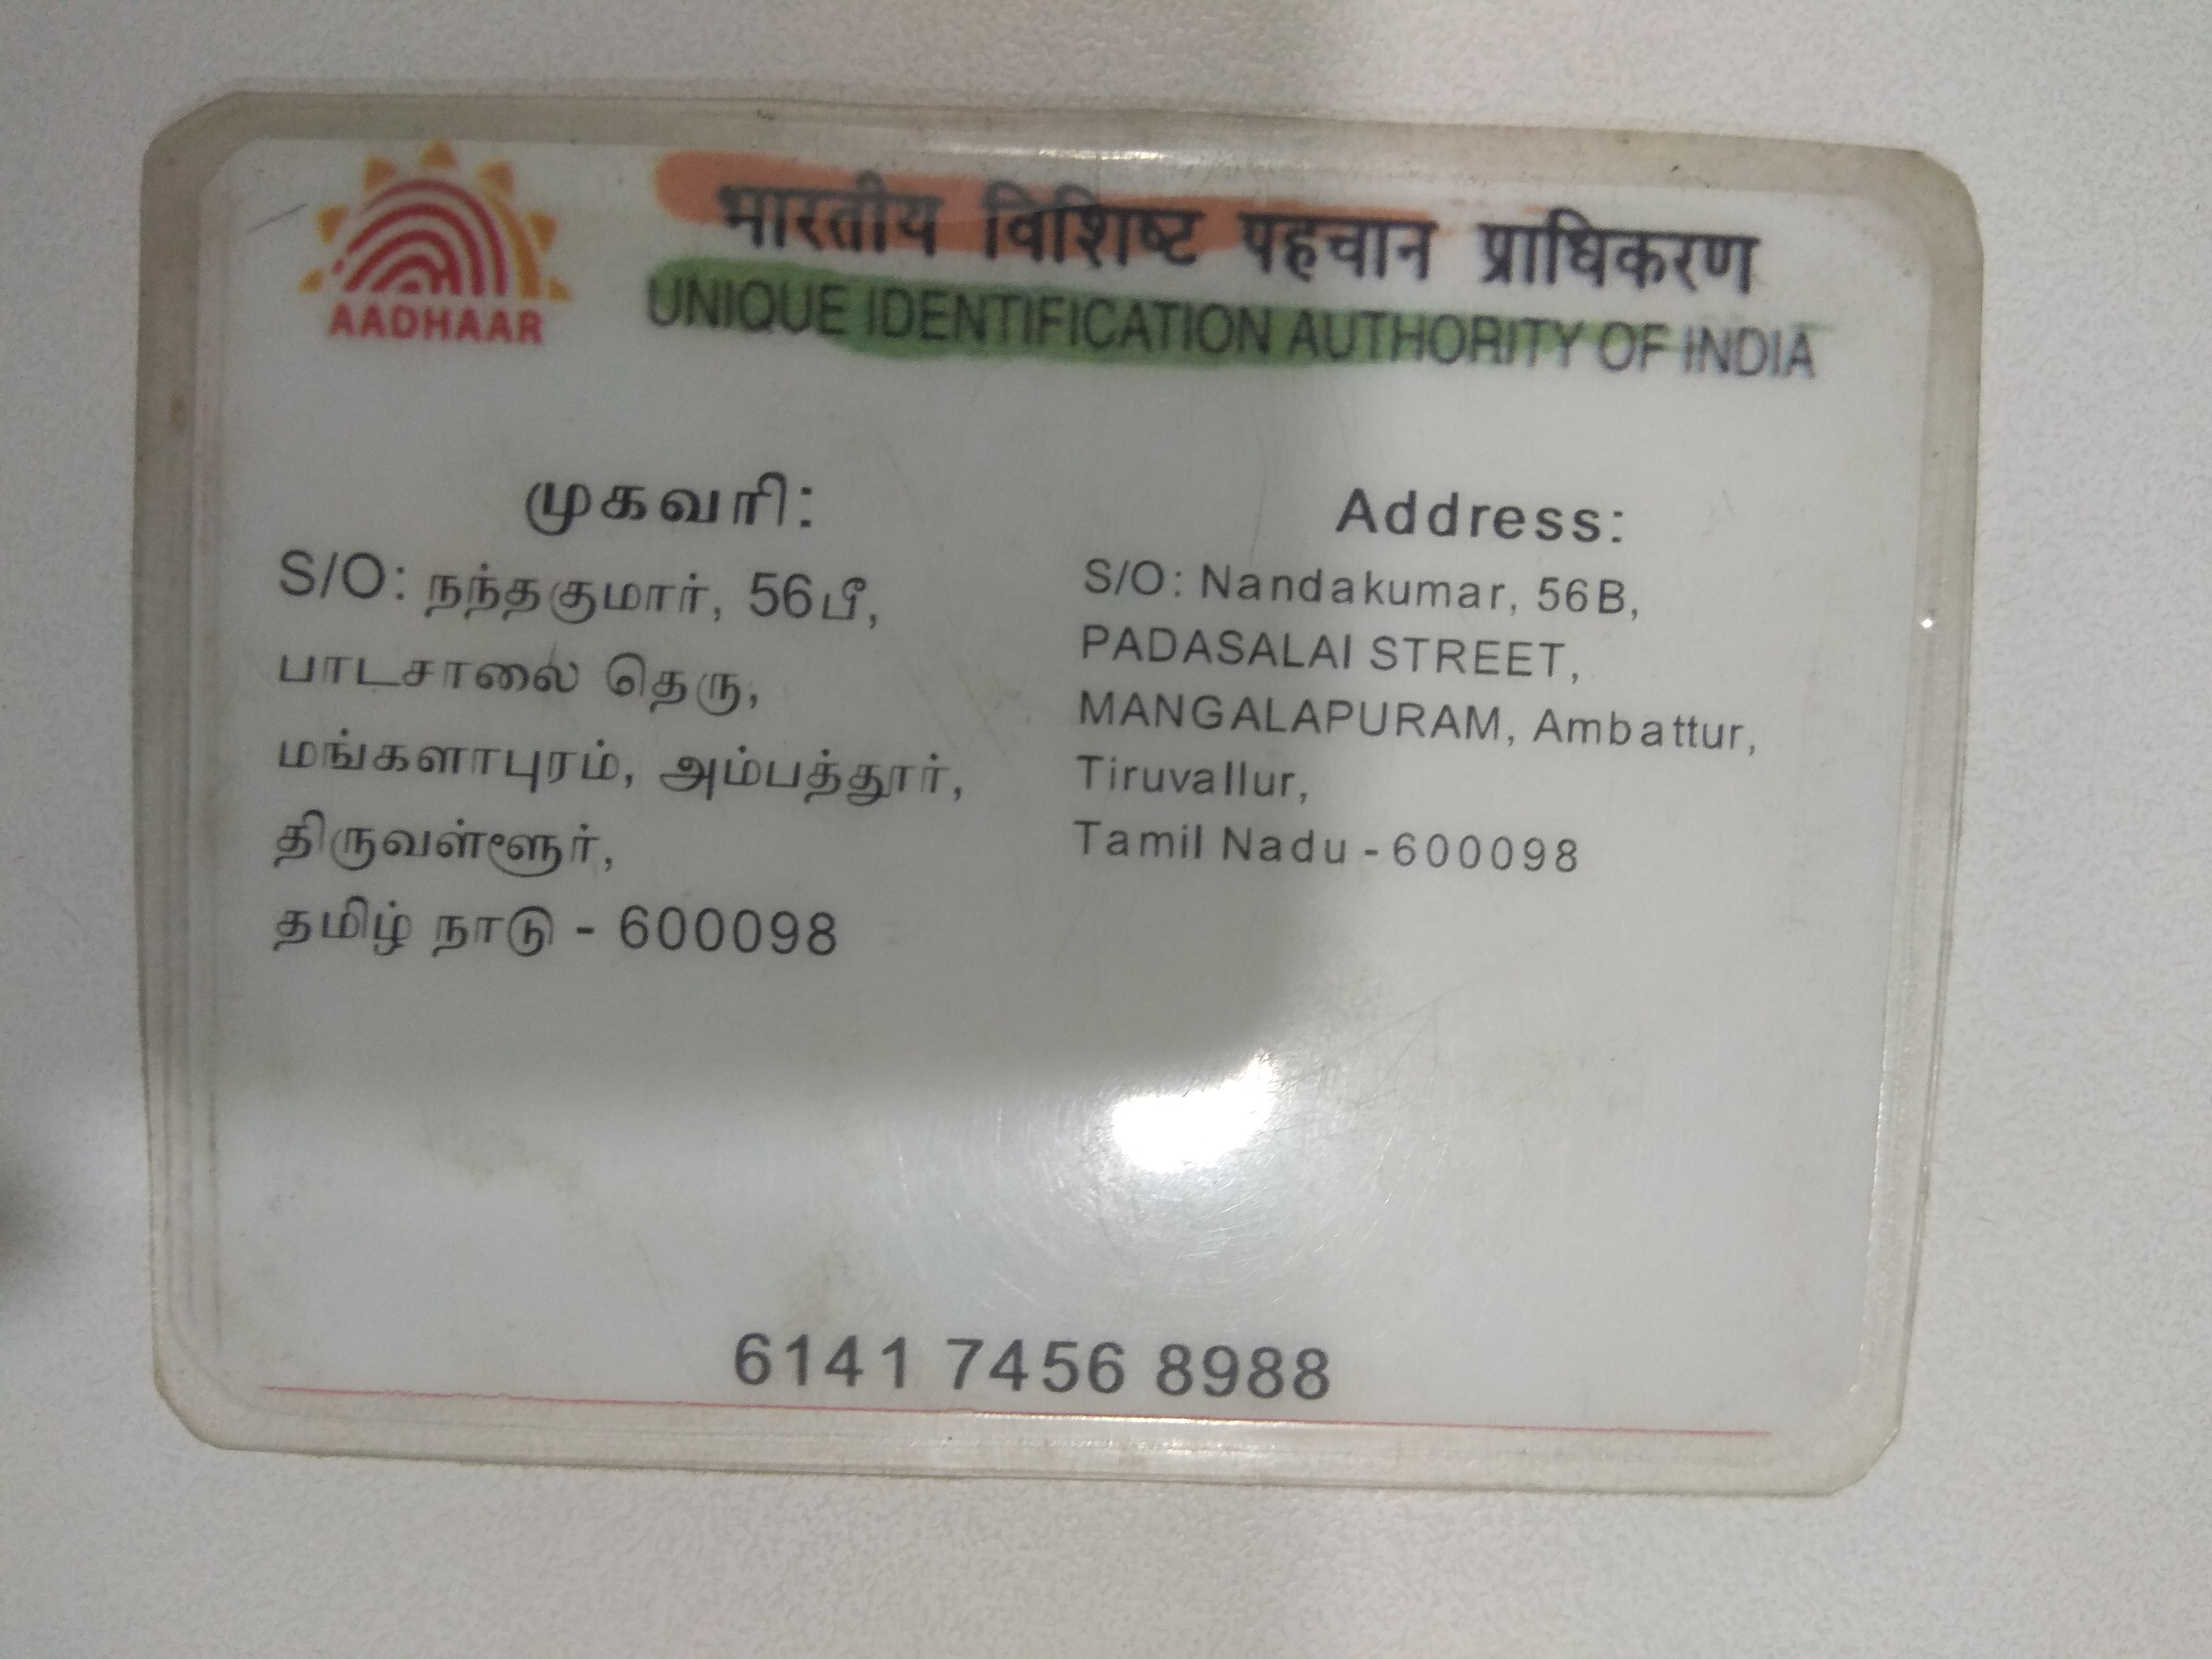 AADHAAR
भारतीय विशिष्ट पहचान प्राधिकरण
UNIQUE IDENTIFICATION AUTHORITY OF INDIA
முகவரி:
S/O: நந்தகுமார், 56பீ,
பாடசாலை தெரு,
மங்களாபுரம், அம்பத்தூர்,
திருவள்ளூர்,
தமிழ் நாடு - 600098
Address:
S/O: Nandakumar, 56B,
PADASALAI STREET,
MANGALAPURAM, Ambattur,
Tiruvallur,
Tamil Nadu - 600098
6141 7456 8988